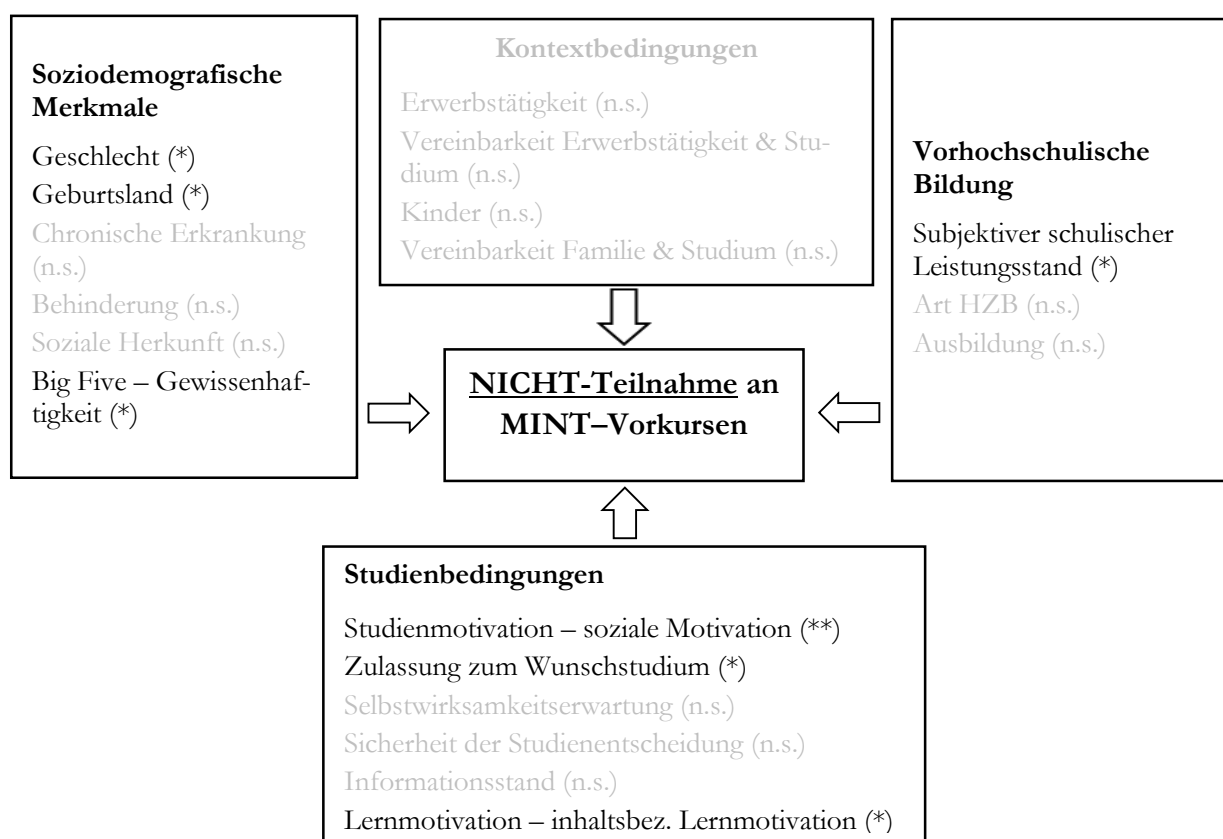 Soziodemografische
Merkmale
Geschlecht (*)
Geburtsland (*)
Chronische Erkrankung
(n.s.)
Behinderung (n.s.)
Soziale Herkunft (n.s.)
Big Five – Gewissenhaf-
tigkeit (*)
Kontextbedingungen
Erwerbstätigkeit (n.s.)
Vereinbarkeit Erwerbstätigkeit & Stu-
dium (n.s.)
Kinder (n.s.)
Vereinbarkeit Familie & Studium (n.s.)
Vorhochschulische
Bildung
Subjektiver schulischer
Leistungsstand (*)
Art HZB (n.s.)
Ausbildung (n.s.)
NICHT-Teilnahme an
MINT–Vorkursen
Studienbedingungen
Studienmotivation – soziale Motivation (**)
Zulassung zum Wunschstudium (*)
Selbstwirksamkeitserwartung (n.s.)
Sicherheit der Studienentscheidung (n.s.)
Informationsstand (n.s.)
Lernmotivation – inhaltsbez. Lernmotivation (*)